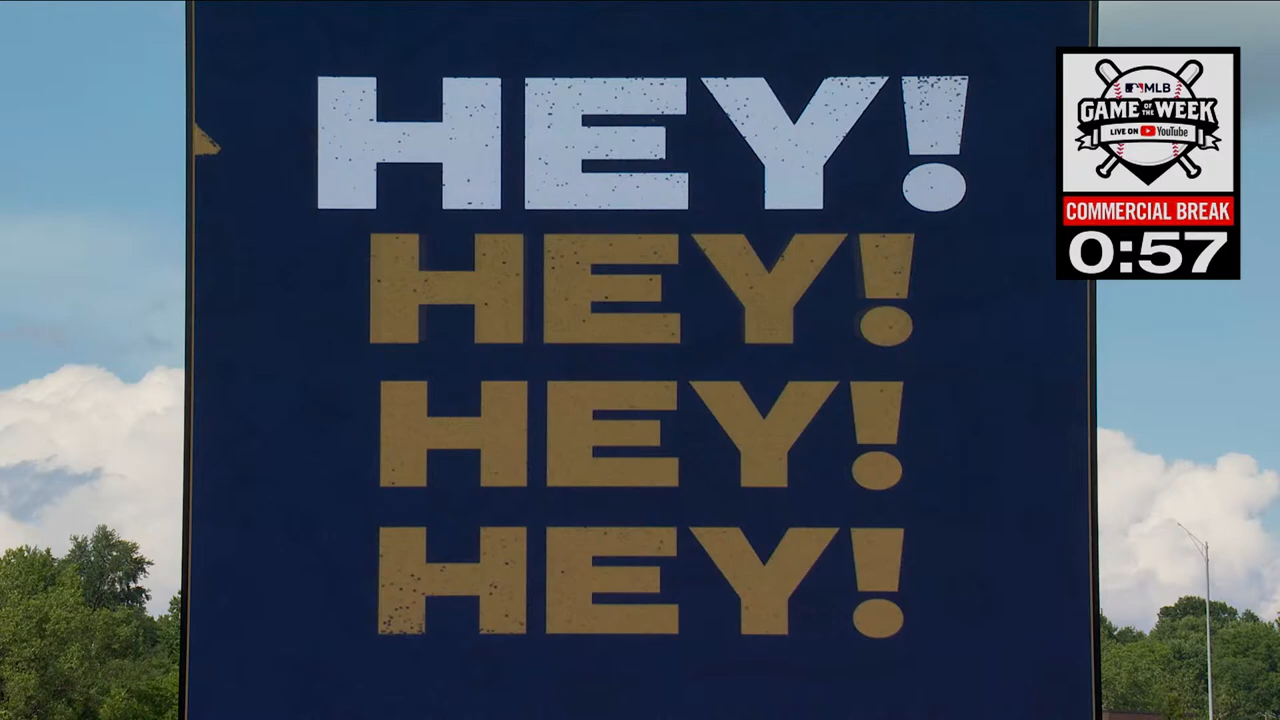 HEY!
HEY!
HEY!
HEY!
MLB
GAME OF THE WEEK
LIVE ON YouTube
COMMERCIAL BREAK
0:57